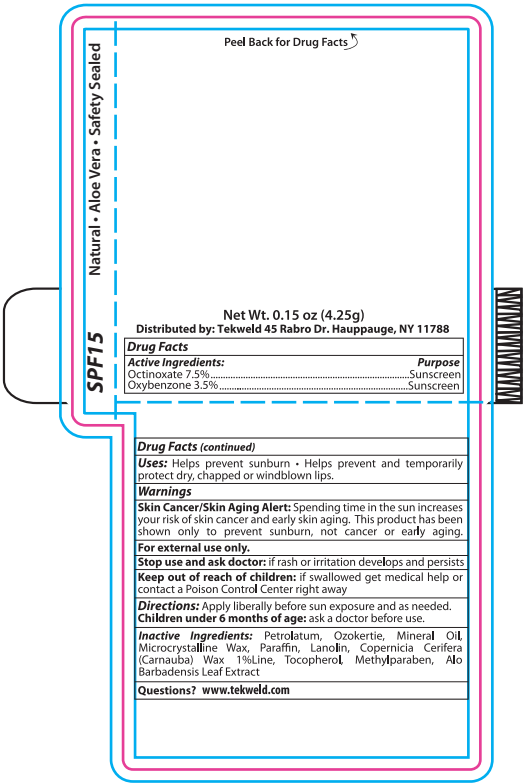 Peel Back for Drug Facts
Natural • Aloe Vera • Safety Sealed
SPF15
Net Wt. 0.15 oz (4.25g)
Distributed by: Tekweld 45 Rabro Dr. Hauppauge, NY 11788
Drug Facts
Active Ingredients: Purpose
Octinoxate 7.5%..........Sunscreen
Oxybenzone 3.5%..........Sunscreen
Drug Facts (continued)
Uses: Helps prevent sunburn • Helps prevent and temporarily
protect dry, chapped or windblown lips.
Warnings
Skin Cancer/Skin Aging Alert: Spending time in the sun increases
your risk of skin cancer and early skin aging. This product has been
shown only to prevent sunburn, not cancer or early aging.
For external use only.
Stop use and ask doctor: if rash or irritation develops and persists
Keep out of reach of children: if swallowed get medical help or
contact a Poison Control Center right away
Directions: Apply liberally before sun exposure and as needed.
Children under 6 months of age: ask a doctor before use.
Inactive Ingredients: Petrolatum, Ozokertie, Mineral Oil,
Microcrystalline Wax, Paraffin, Lanolin, Copernicia Cerifera
(Carnauba) Wax 1%Line, Tocopherol, Methylparaben, Alo
Barbadensis Leaf Extract
Questions? www.tekweld.com